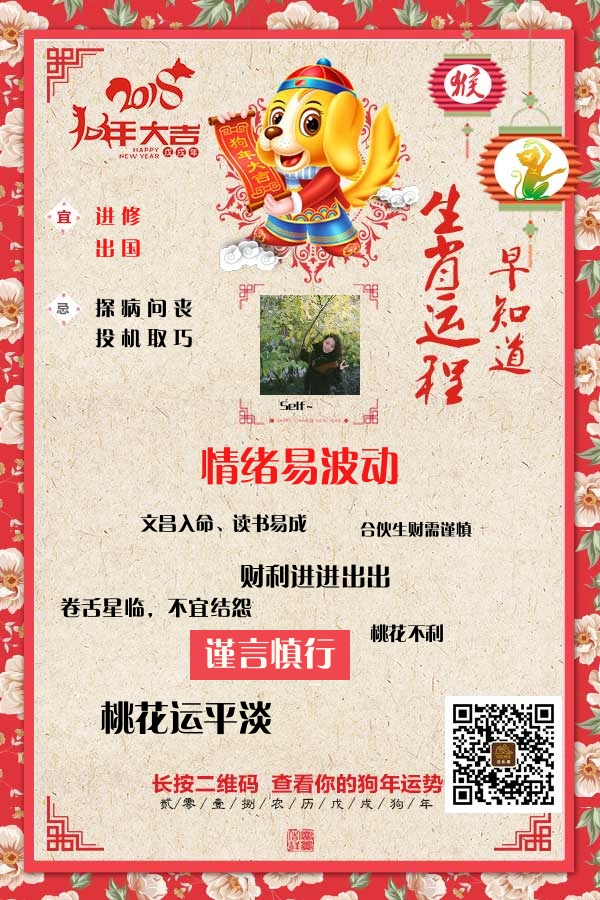 2018
狗年大吉
HAPPY
NEW YEAR
戊戌年
狗年大吉
猴
生肖运程
早知道
宜
进修
出国
忌
探病问丧
投机取巧
Self~
HAPPY CHINESE NEW YEAR
情绪易波动
文昌入命、读书易成
合伙生财需谨慎
财利进进出出
卷舌星临，不宜结怨
桃花不利
谨言慎行
桃花运平淡
长按二维码 查看你的狗年运势
贰/零/壹/捌/农/历/戊/戌/狗/年